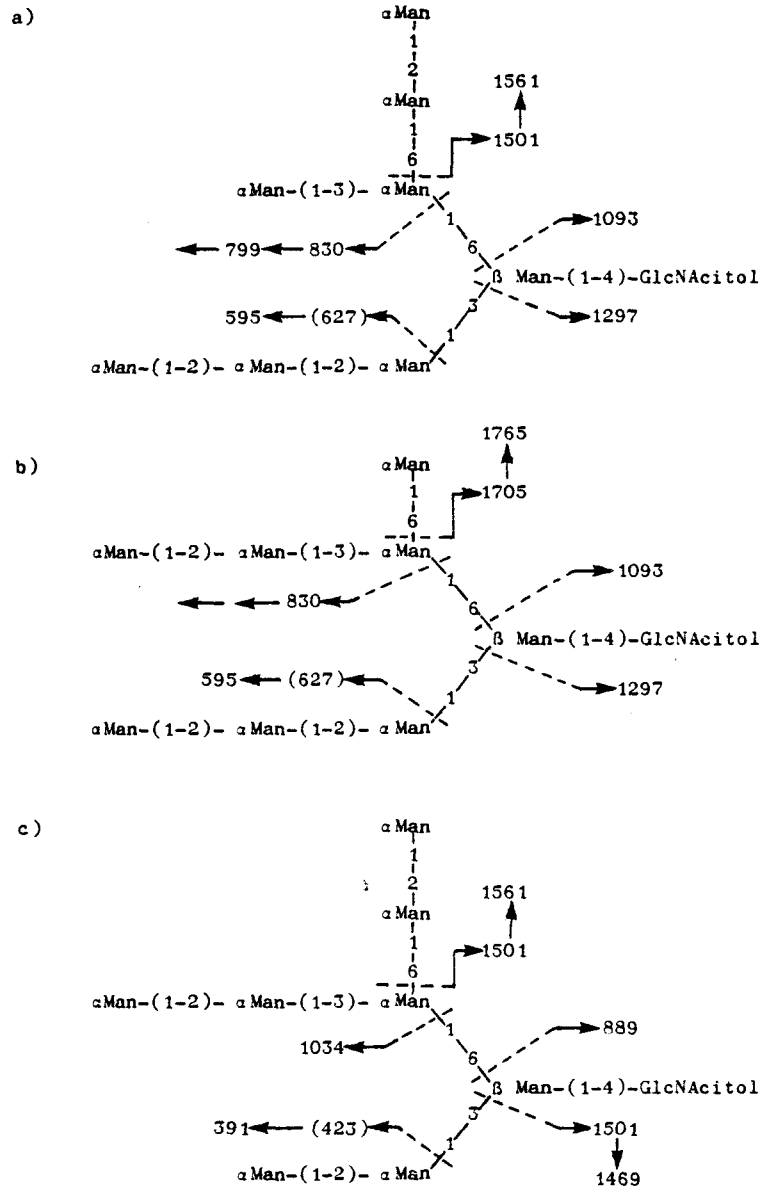 a)
αMan
1
2
1561
αMan
1
1501
6
αMan-(1-3)- αMan
1
1093
6
799 830
β Man-(1-4)-GlcNAcitol
595 (627)
3
1297
1
αMan-(1-2)- αMan-(1-2)- αMan
1765
b)
αMan
1
1705
6
αMan-(1-2)- αMan-(1-3)- αMan
1
1093
830
6
β Man-(1-4)-GlcNAcitol
3
595 (627)
1297
1
αMan-(1-2)- αMan-(1-2)- αMan
c)
αMan
1
2
1561
αMan
1
1501
6
αMan-(1-2)- αMan-(1-3)- αMan
1
889
1034
6
β Man-(1-4)-GlcNAcitol
3
391 (423)
1501
1
αMan-(1-2)- αMan
1469